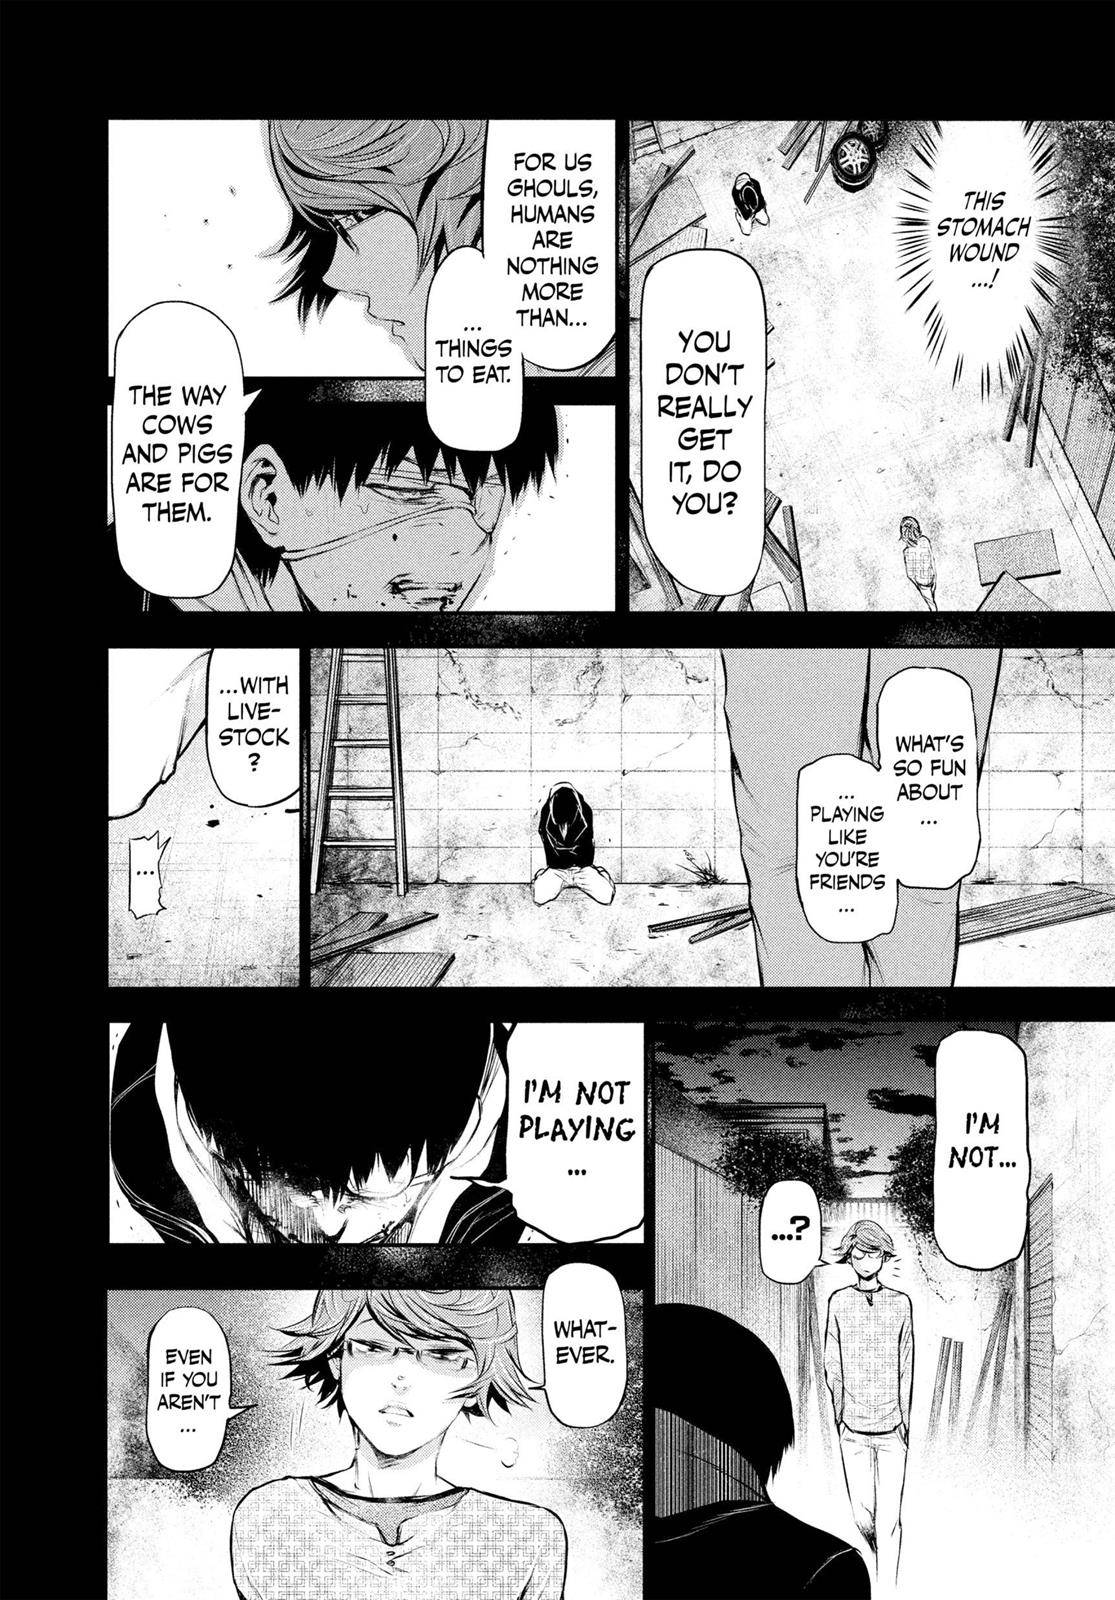 THIS
STOMACH
WOUND
...!
YOU
DON'T
REALLY
GET
IT, DO
YOU?
FOR US
GHOULS,
HUMANS
ARE
NOTHING
MORE
THAN...
...
THINGS
TO EAT.
THE WAY
COWS
AND PIGS
ARE FOR
THEM.
WHAT'S
SO FUN
ABOUT
...
...
PLAYING
LIKE
YOU'RE
FRIENDS
...
...WITH
LIVE-
STOCK
?
...
I'M
NOT...
...?
I'M NOT
PLAYING
...
WHAT-
EVER.
EVEN
IF YOU
AREN'T
...